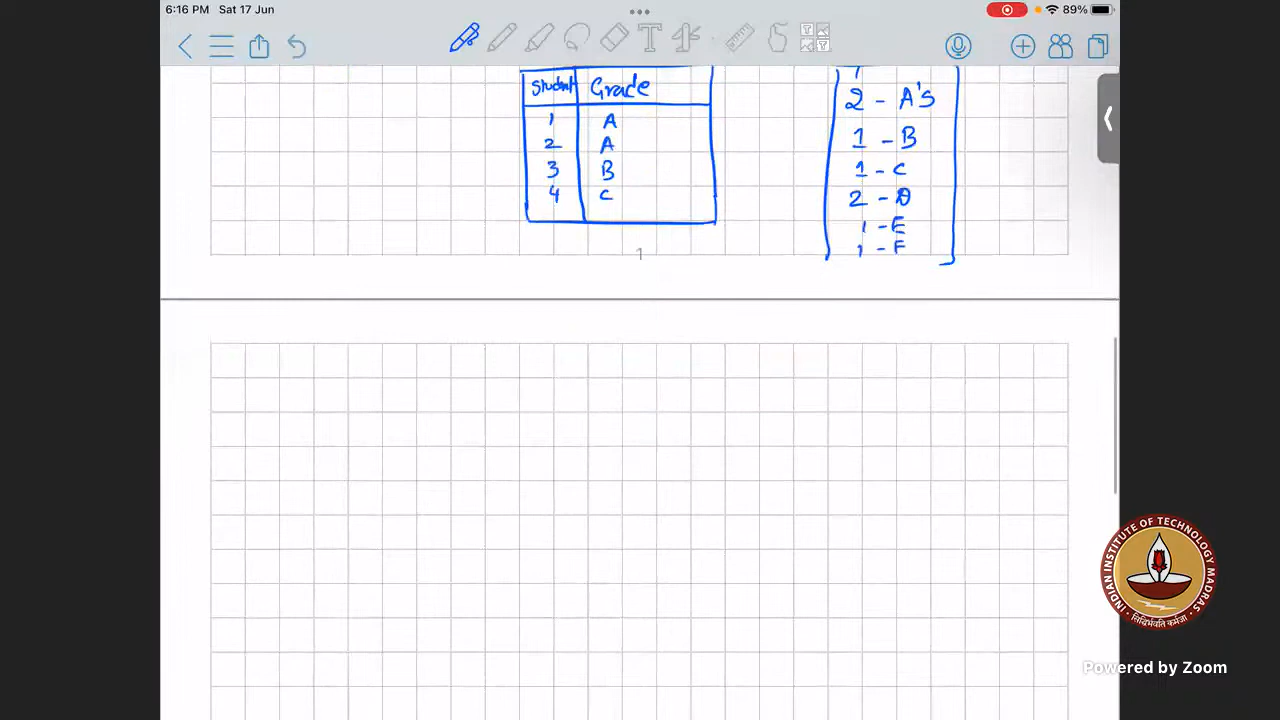 6:16 PM Sat 17 Jun
89%
T
Student Grade
1 A
2 A
3 B
4 C
2 - A's
1 - B
1 - C
2 - D
1 - E
1 - F
1
INDIAN INSTITUTE OF TECHNOLOGY MADRAS
सिद्धिर्भवति कर्मजा
Powered by Zoom